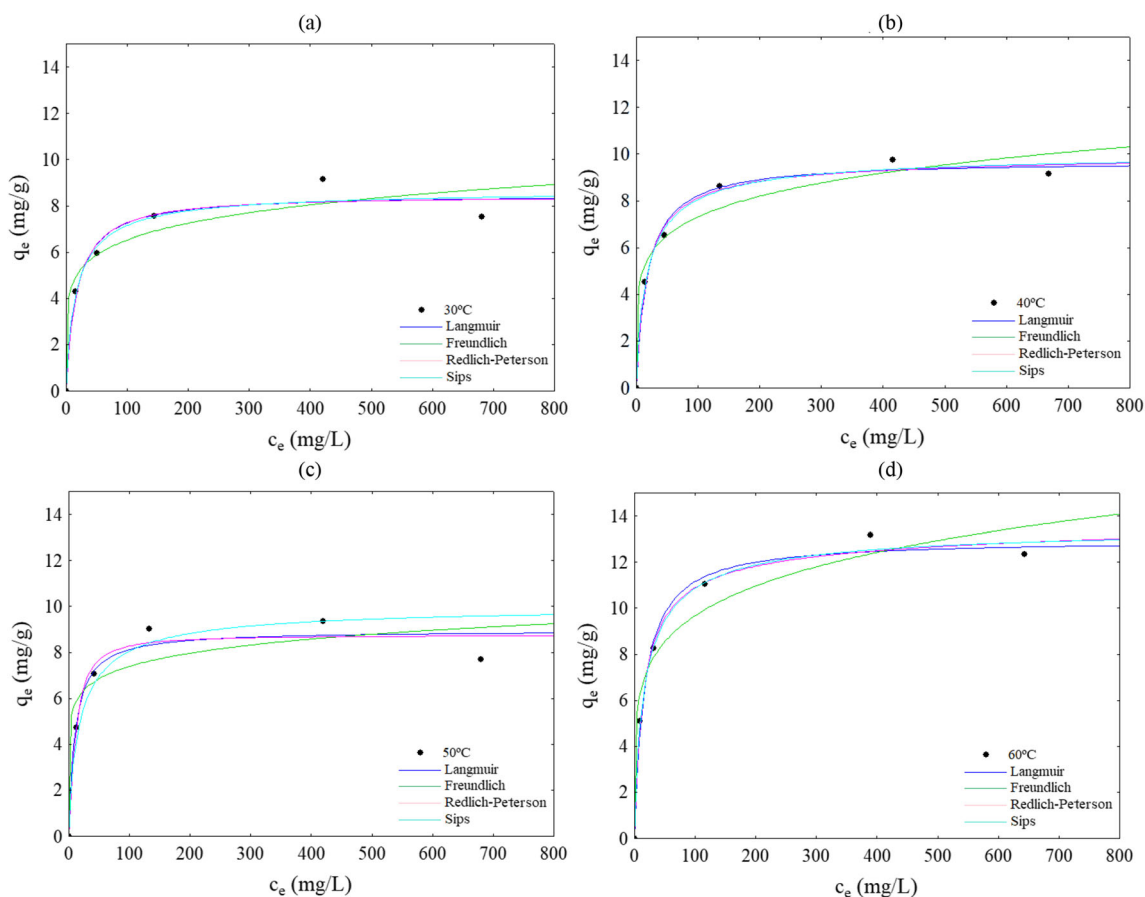 (a)
14
12
10
8
6
4
2
0
qe (mg/g)
30ºC
Langmuir
Freundlich
Redlich-Peterson
Sips
0 100 200 300 400 500 600 700 800
ce (mg/L)
(b)
14
12
10
8
6
4
2
0
qe (mg/g)
40ºC
Langmuir
Freundlich
Redlich-Peterson
Sips
0 100 200 300 400 500 600 700 800
ce (mg/L)
(c)
14
12
10
8
6
4
2
0
qe (mg/g)
50ºC
Langmuir
Freundlich
Redlich-Peterson
Sips
0 100 200 300 400 500 600 700 800
ce (mg/L)
(d)
14
12
10
8
6
4
2
0
qe (mg/g)
60ºC
Langmuir
Freundlich
Redlich-Peterson
Sips
0 100 200 300 400 500 600 700 800
ce (mg/L)